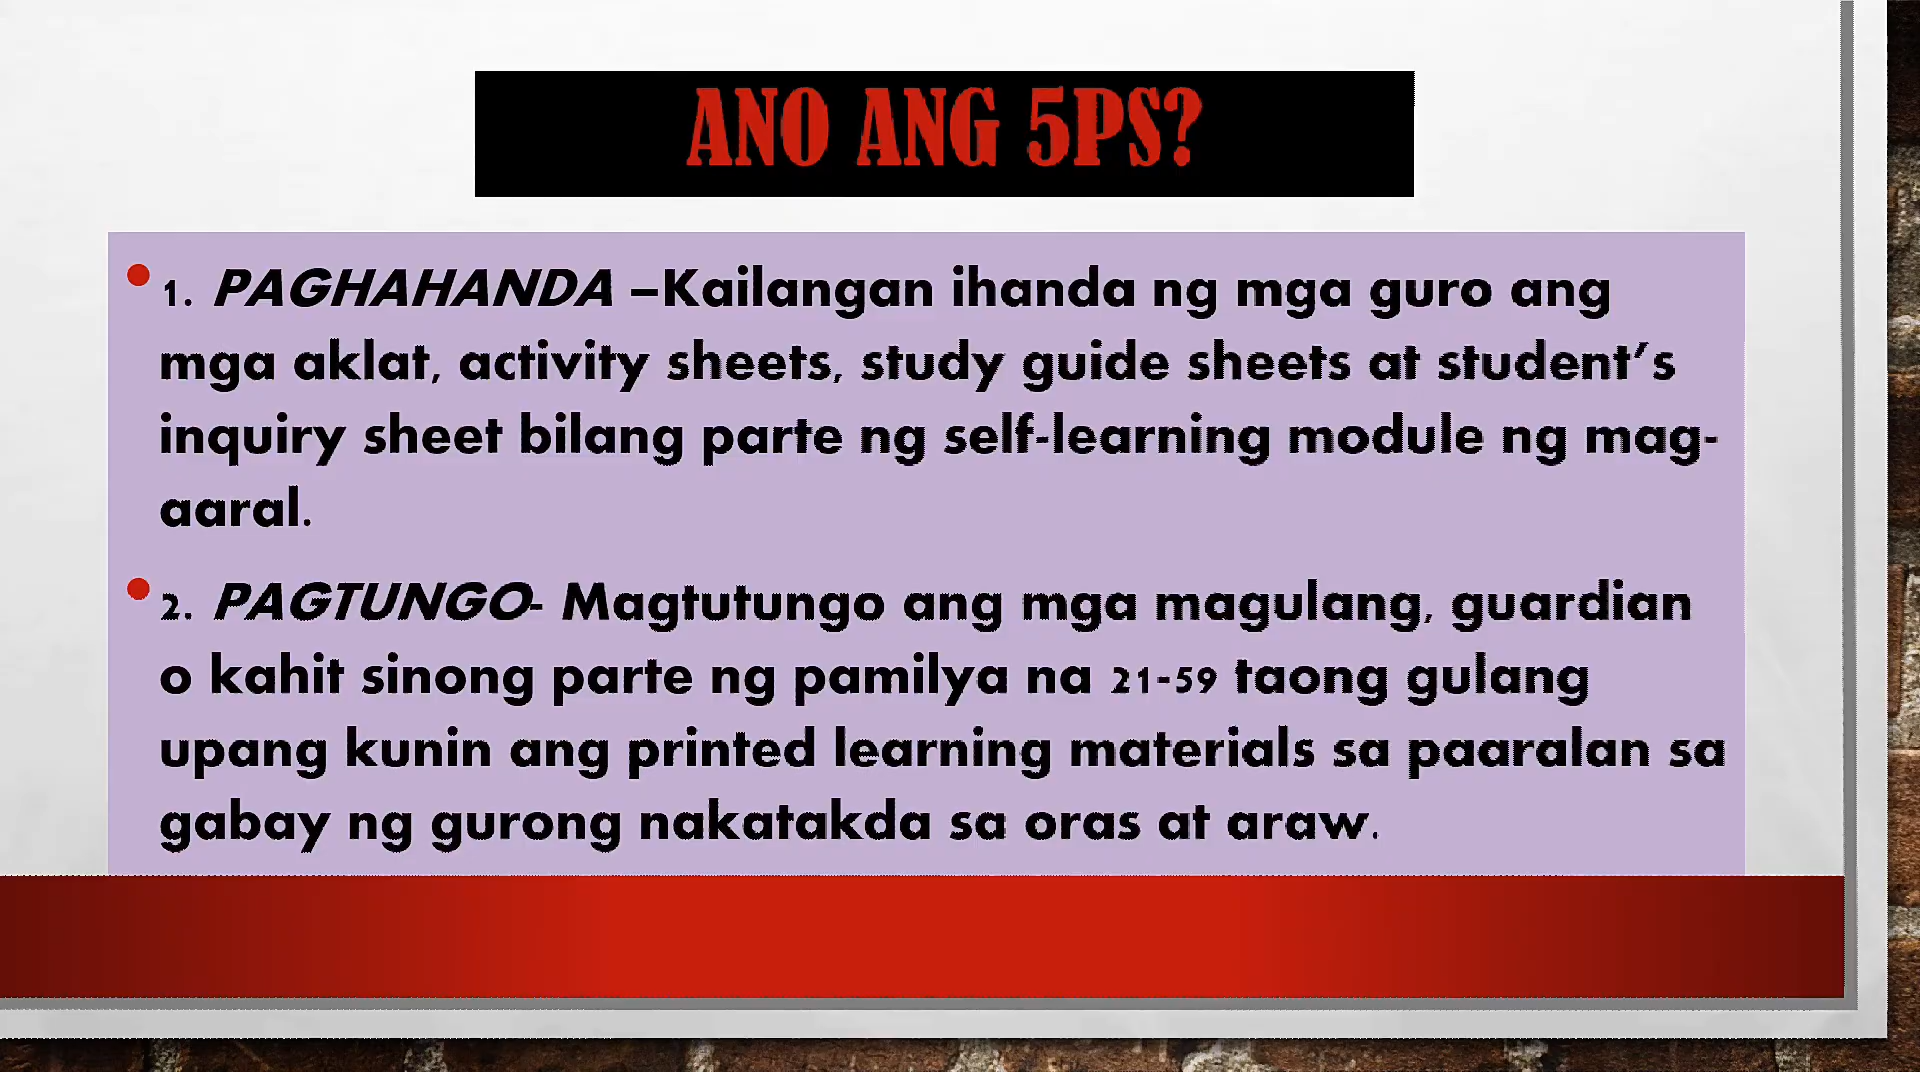 ANO ANG 5PS?
• 1. PAGHAHANDA –Kailangan ihanda ng mga guro ang
mga aklat, activity sheets, study guide sheets at student’s
inquiry sheet bilang parte ng self-learning module ng mag-
aaral.
• 2. PAGTUNGO- Magtutungo ang mga magulang, guardian
o kahit sinong parte ng pamilya na 21-59 taong gulang
upang kunin ang printed learning materials sa paaralan sa
gabay ng gurong nakatakda sa oras at araw.